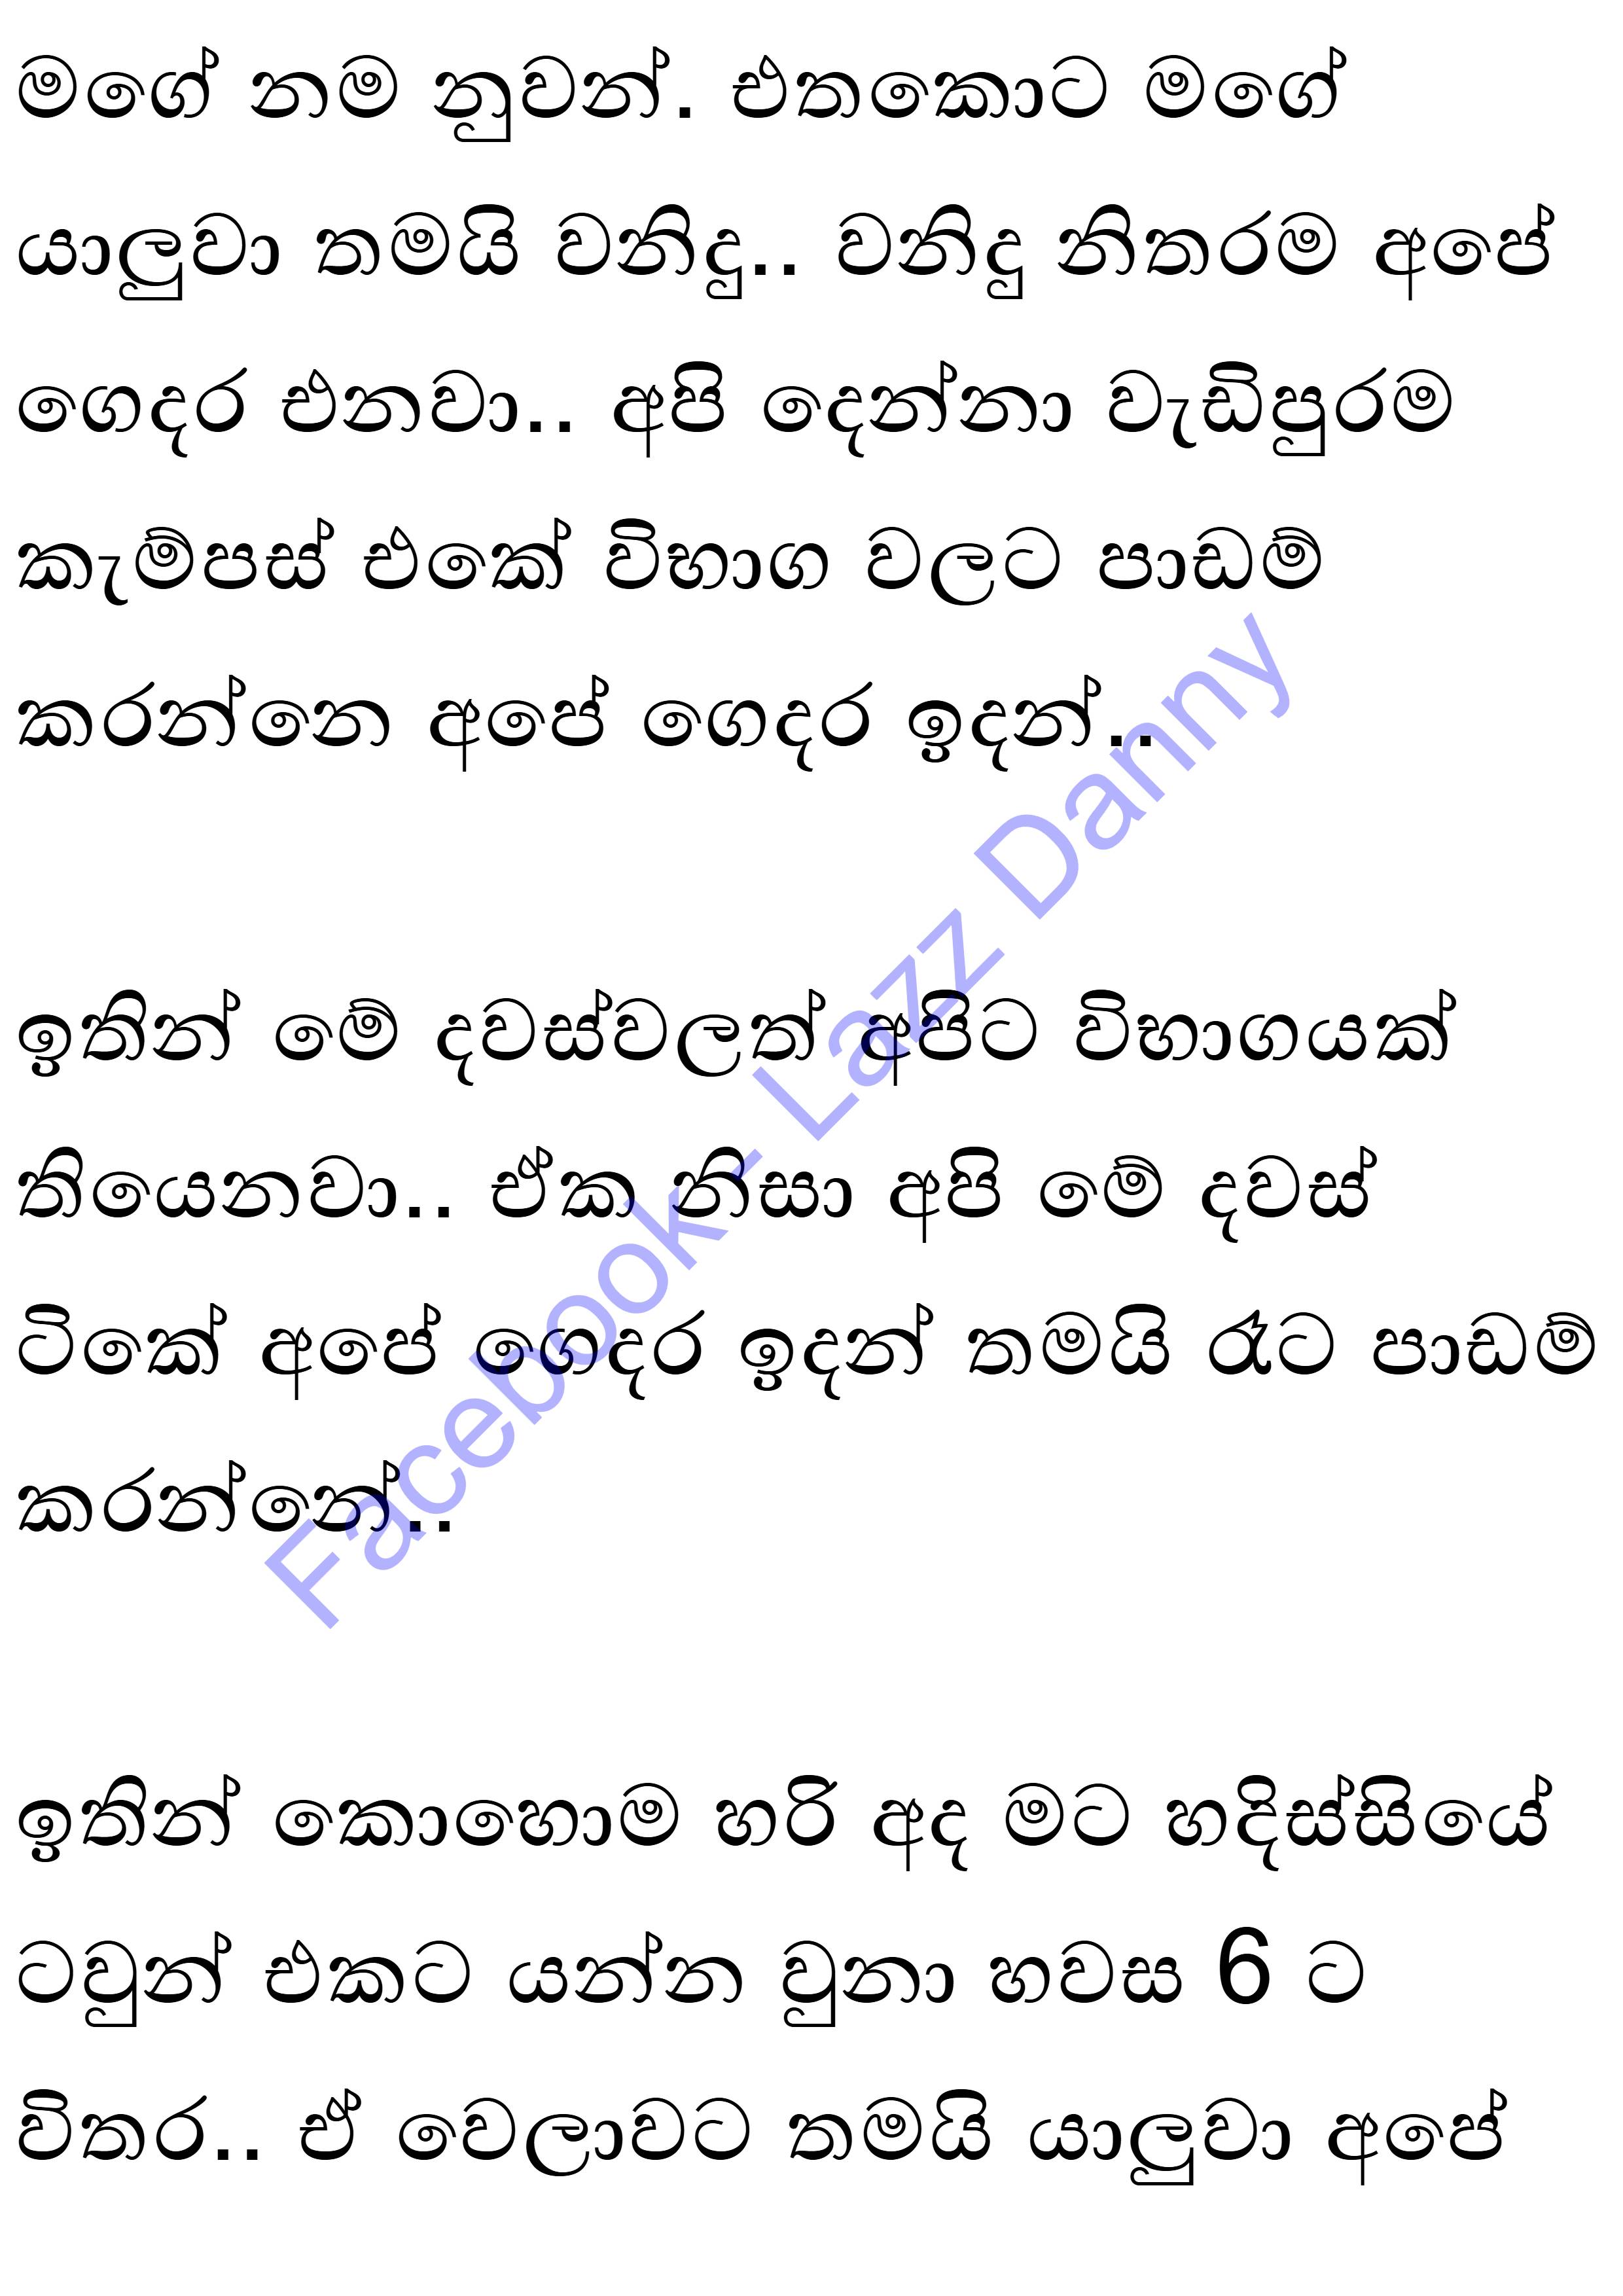 මගේ නම නුවන්. එතකොට මගේ
යාලුවා තමයි වනිදු.. වනිදු නිතරම අපේ
ගෙදර එනවා.. අපි දෙන්නා වැඩිපුරම
කැම්පස් එකේ විභාග වලට පාඩම්
කරන්නෙ අපේ ගෙදර ඉදන්..
ඉතින් මේ දවස්වලත් අපිට විභාගයක්
තියෙනවා.. ඒක නිසා අපි මේ දවස්
ටිකේ අපේ ගෙදර ඉදන් තමයි රෑට පාඩම්
කරන්නේ..
ඉතින් කොහොම හරි අද මට හදිස්සියේ
ටවුන් එකට යන්න වුනා හවස 6 ට
විතර.. ඒ වෙලාවට තමයි යාලුවා අපේ
Facebook- Lazz Danny